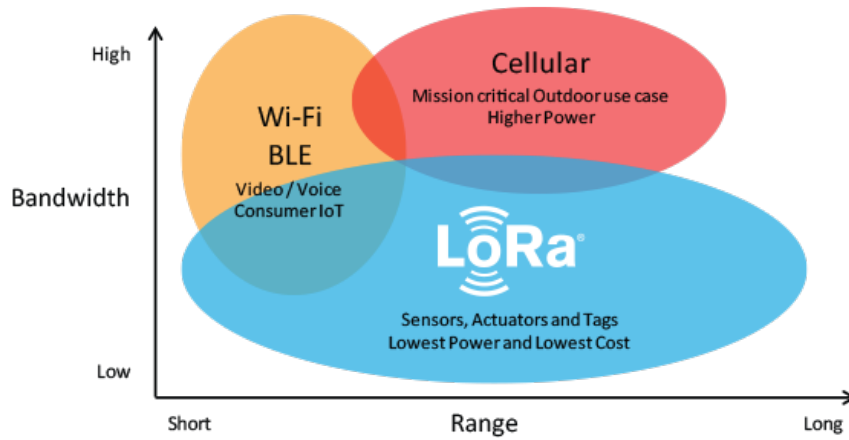 High
Bandwidth
Low
Wi-Fi
BLE
Video / Voice
Consumer IoT
Cellular
Mission critical Outdoor use case
Higher Power
LoRa®
Sensors, Actuators and Tags
Lowest Power and Lowest Cost
Short
Range
Long